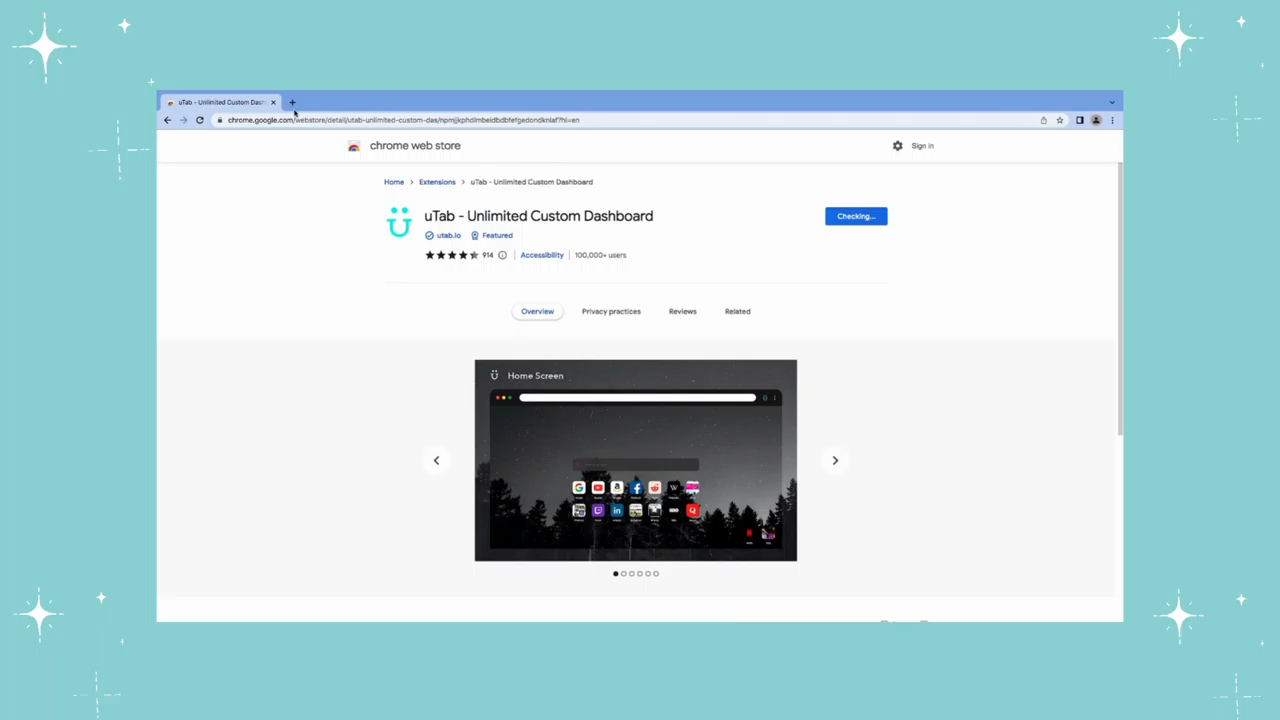 uTab - Unlimited Custom Dash
chrome.google.com/webstore/detail/utab-unlimited-custom-das/npmjjkphdlmbeidbdbfefgedondknlaf?hl=en
chrome web store
Sign in
Home > Extensions > uTab - Unlimited Custom Dashboard
uTab - Unlimited Custom Dashboard
Checking...
utab.io Featured
914 Accessibility 100,000+ users
Overview Privacy practices Reviews Related
Home Screen